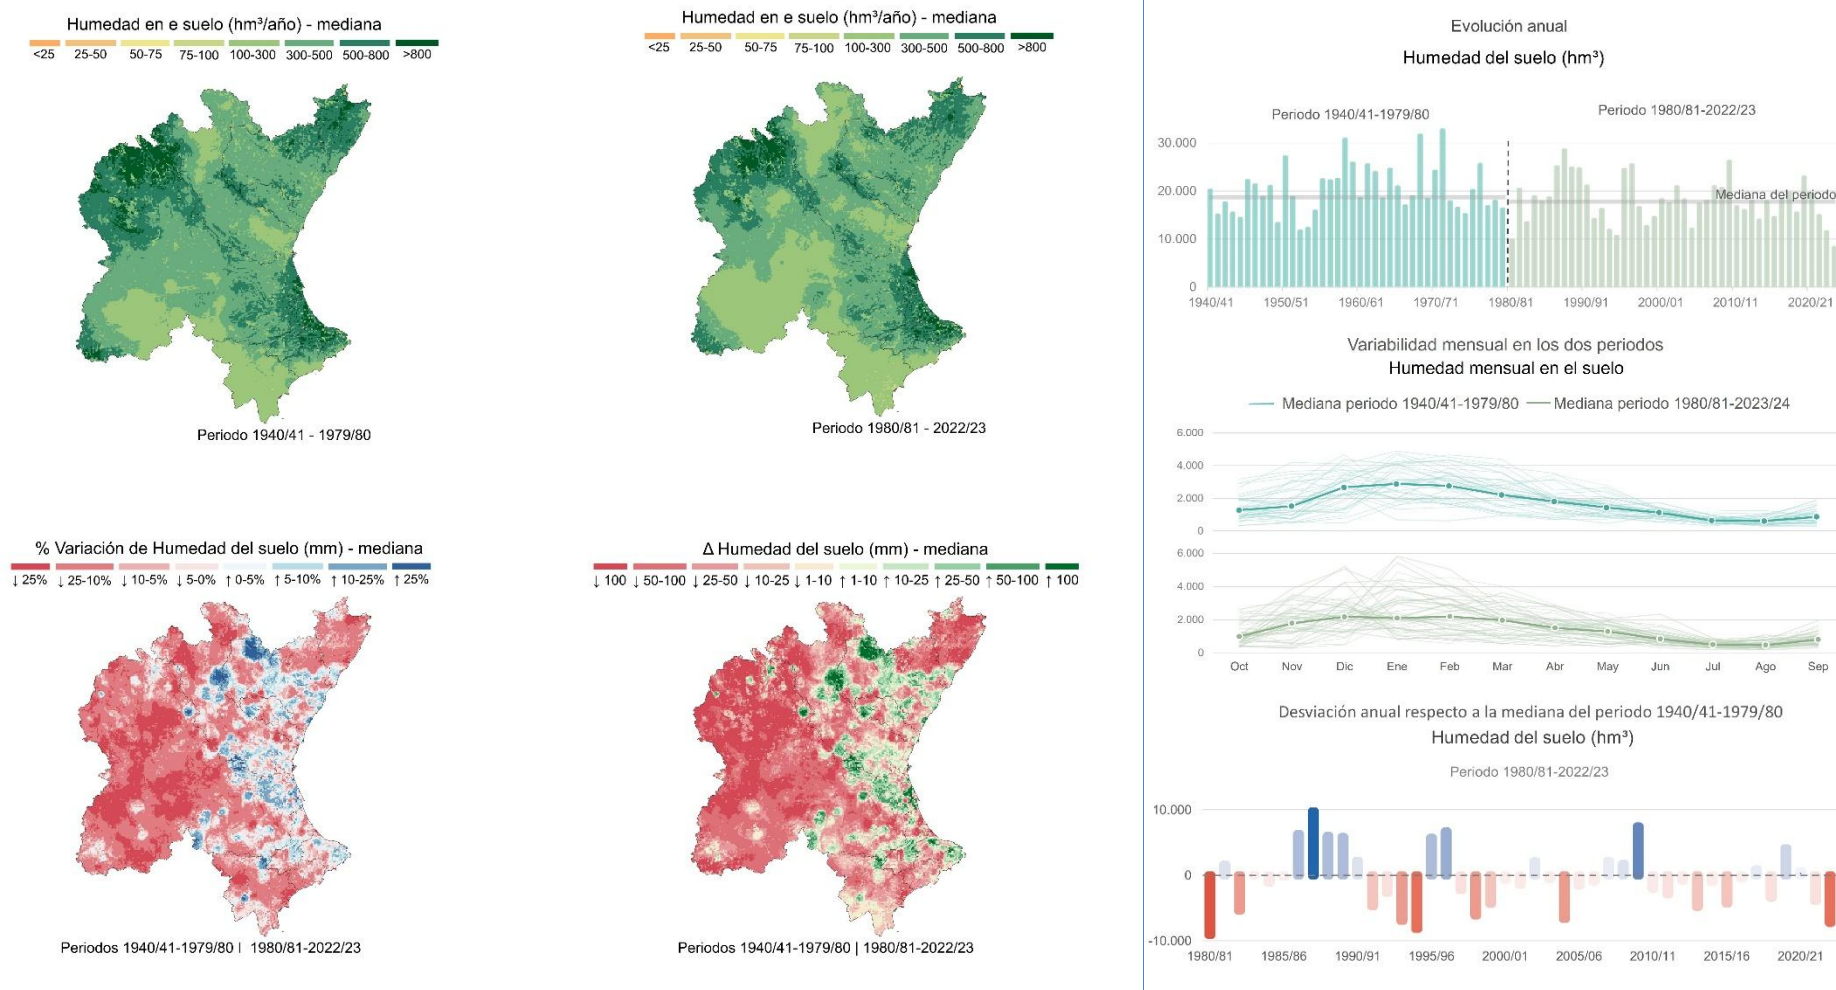 Humedad en e suelo (hm³/año) - mediana
<25 25-50 50-75 75-100 100-300 300-500 500-800 >800
Periodo 1940/41 - 1979/80
Humedad en e suelo (hm³/año) - mediana
<25 25-50 50-75 75-100 100-300 300-500 500-800 >800
Periodo 1980/81 - 2022/23
% Variación de Humedad del suelo (mm) - mediana
↓ 25% ↓ 25-10% ↓ 10-5% ↓ 5-0% ↑ 0-5% ↑ 5-10% ↑ 10-25% ↑ 25%
Periodos 1940/41-1979/80 | 1980/81-2022/23
Δ Humedad del suelo (mm) - mediana
↓ 100 ↓ 50-100 ↓ 25-50 ↓ 10-25 ↓ 1-10 ↑ 1-10 ↑ 10-25 ↑ 25-50 ↑ 50-100 ↑ 100
Periodos 1940/41-1979/80 | 1980/81-2022/23
Evolución anual
Humedad del suelo (hm³)
Periodo 1940/41-1979/80
Periodo 1980/81-2022/23
30.000
20.000
Mediana del periodo
10.000
0
1940/41 1950/51 1960/61 1970/71 1980/81 1990/91 2000/01 2010/11 2020/21
Variabilidad mensual en los dos periodos
Humedad mensual en el suelo
Mediana periodo 1940/41-1979/80 Mediana periodo 1980/81-2023/24
6.000
4.000
2.000
0
6.000
4.000
2.000
0
Oct Nov Dic Ene Feb Mar Abr May Jun Jul Ago Sep
Desviación anual respecto a la mediana del periodo 1940/41-1979/80
Humedad del suelo (hm³)
Periodo 1980/81-2022/23
10.000
0
-10.000
1980/81 1985/86 1990/91 1995/96 2000/01 2005/06 2010/11 2015/16 2020/21